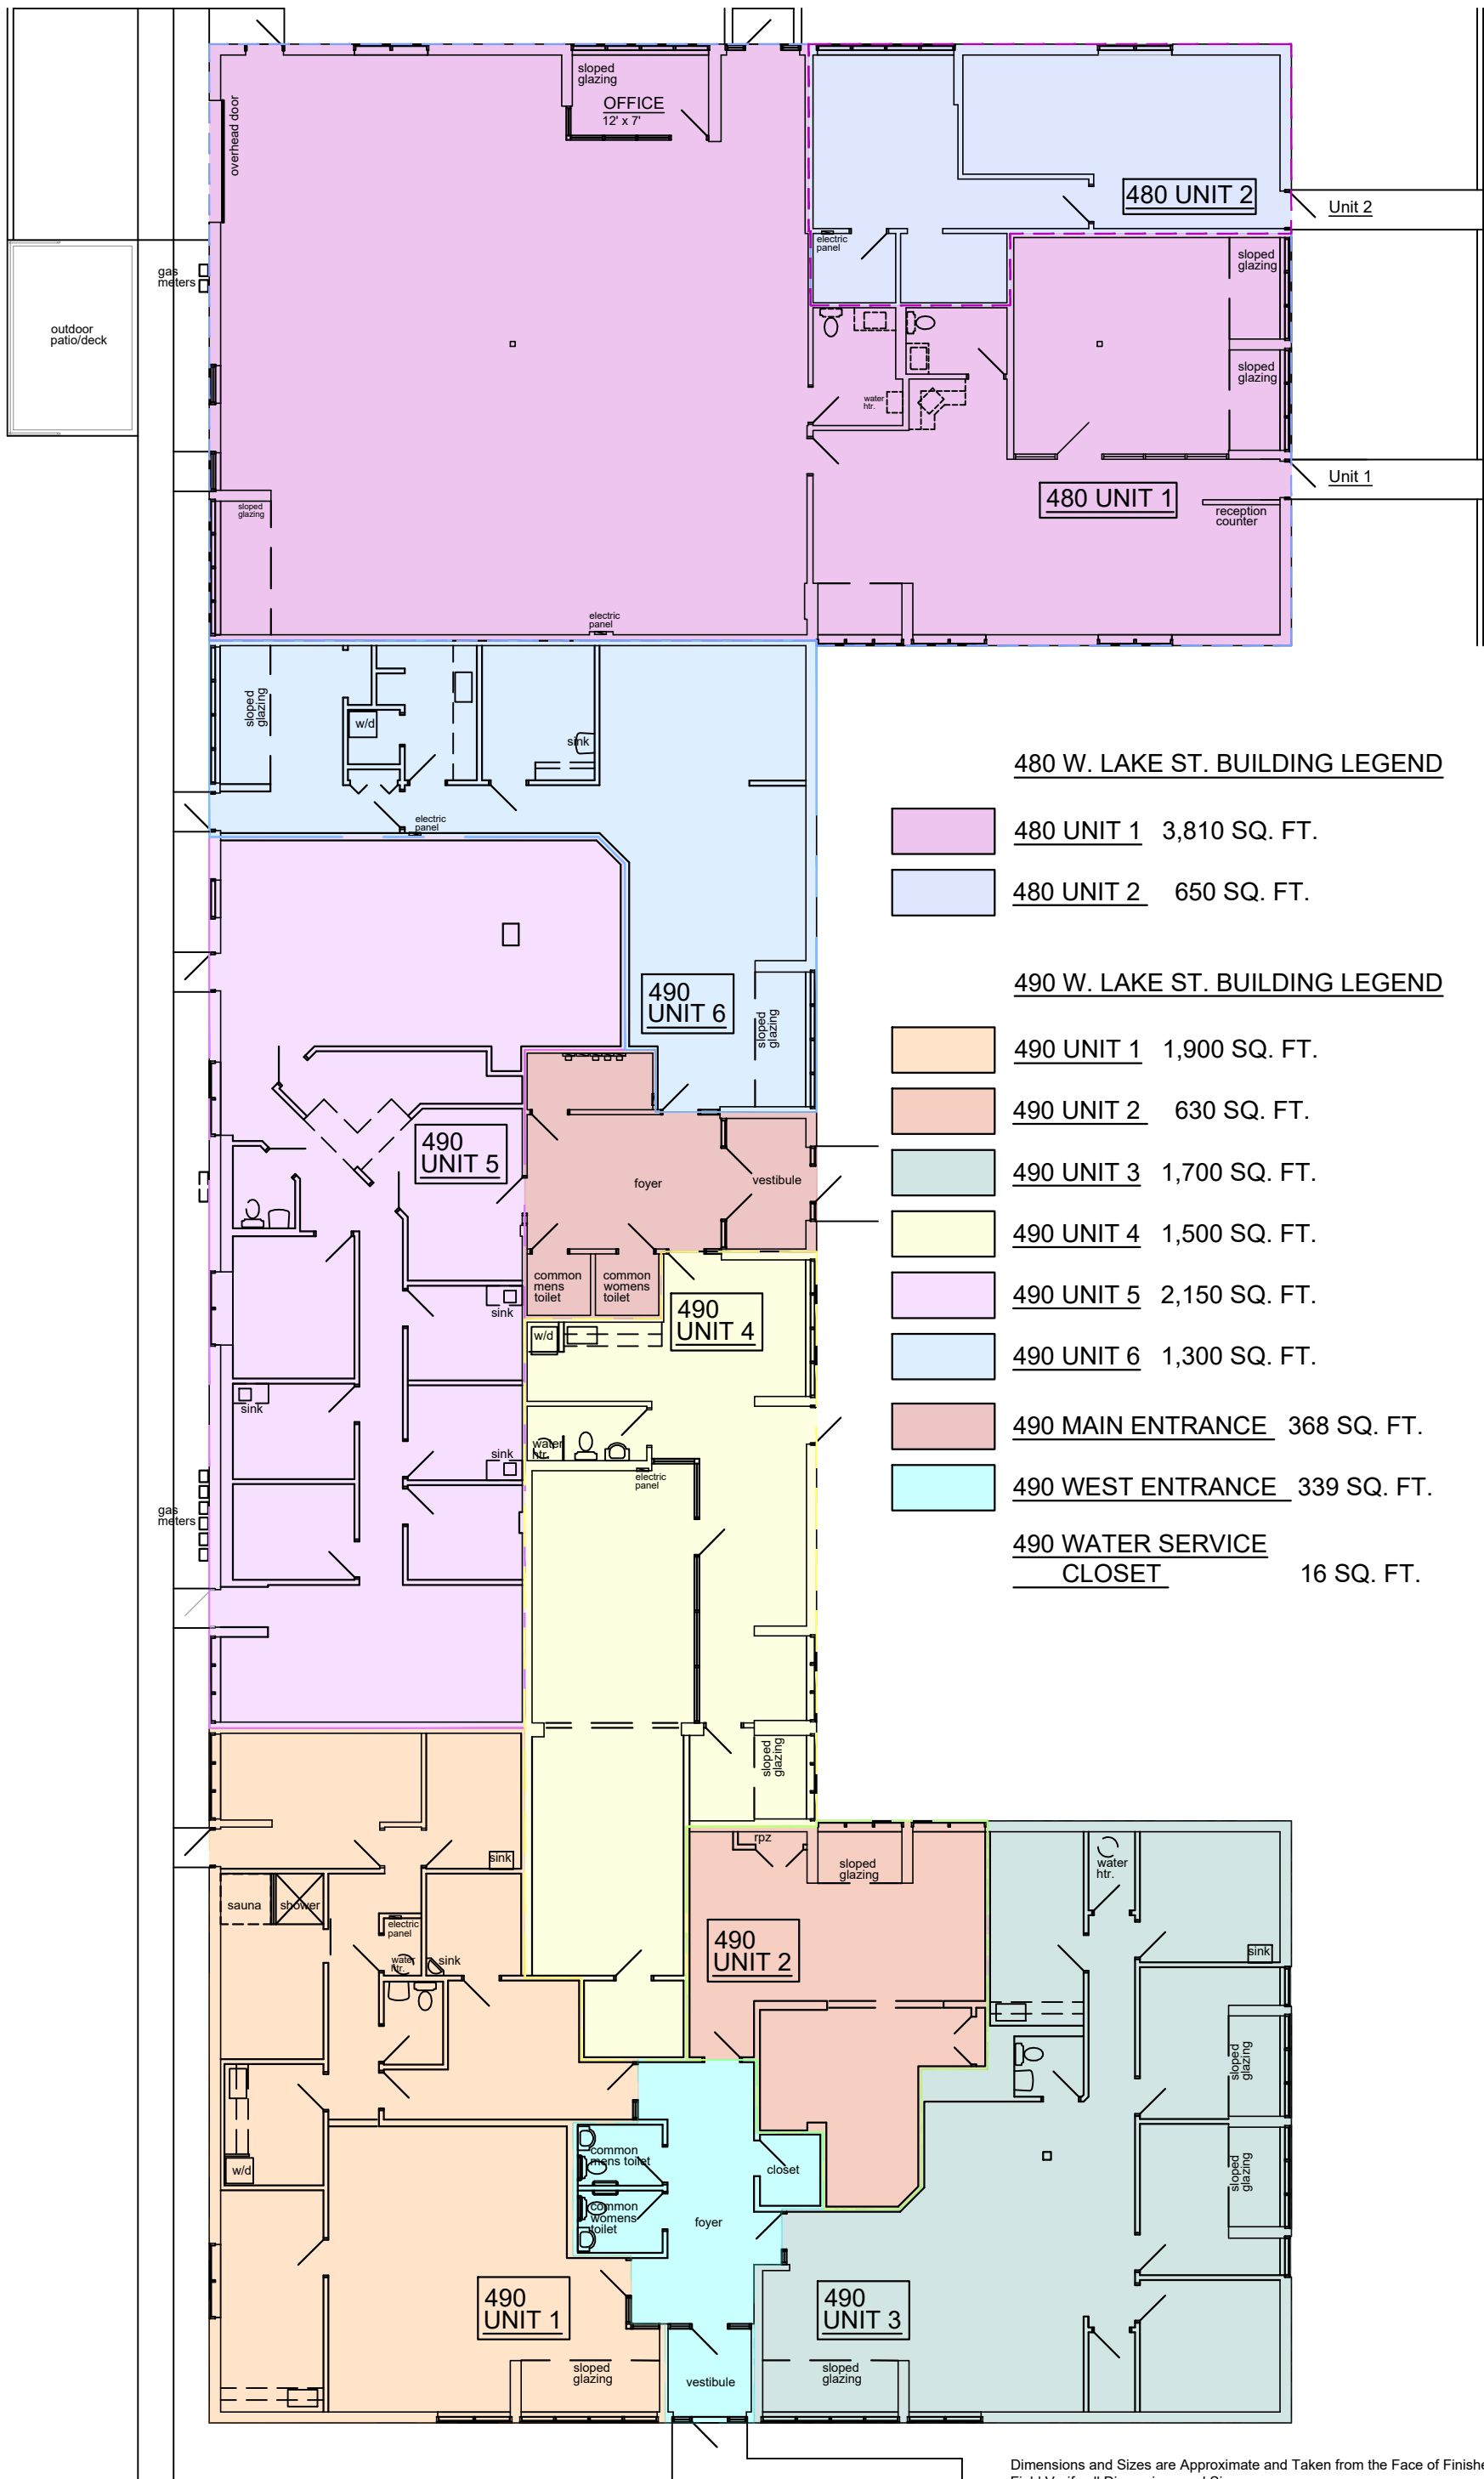 sloped
glazing
OFFICE
12' x 7'
overhead door
480 UNIT 2
Unit 2
electric
panel
gas
meters
sloped
glazing
outdoor
patio/deck
sloped
glazing
water
htr.
Unit 1
480 UNIT 1
sloped
glazing
reception
counter
electric
panel
sloped
glazing
w/d
sink
electric
panel
480 W. LAKE ST. BUILDING LEGEND
480 UNIT 1 3,810 SQ. FT.
480 UNIT 2 650 SQ. FT.
490 W. LAKE ST. BUILDING LEGEND
490 UNIT 1 1,900 SQ. FT.
490 UNIT 2 630 SQ. FT.
490 UNIT 3 1,700 SQ. FT.
490 UNIT 4 1,500 SQ. FT.
490 UNIT 5 2,150 SQ. FT.
490 UNIT 6 1,300 SQ. FT.
490 MAIN ENTRANCE 368 SQ. FT.
490 WEST ENTRANCE 339 SQ. FT.
490 WATER SERVICE
CLOSET 16 SQ. FT.
490
UNIT 6
sloped
glazing
490
UNIT 5
foyer
vestibule
common
mens
toilet
common
womens
toilet
sink
490
UNIT 4
w/d
sink
water
htr.
sink
electric
panel
gas
meters
sloped
glazing
sink
rpz
sloped
glazing
water
htr.
sauna
shower
electric
panel
water
htr.
sink
490
UNIT 2
sink
sloped
glazing
common
mens toilet
closet
w/d
sloped
glazing
common
womens
toilet
foyer
490
UNIT 1
490
UNIT 3
sloped
glazing
vestibule
sloped
glazing
Dimensions and Sizes are Approximate and Taken from the Face of Finishe